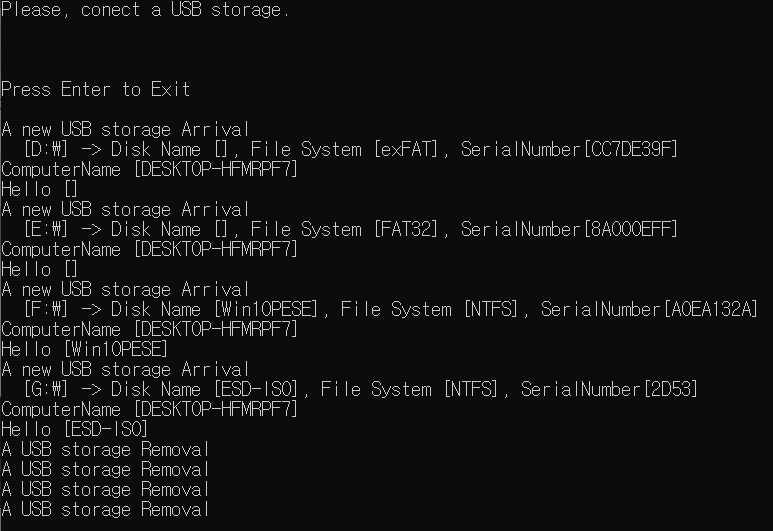 Please, conect a USB storage.
Press Enter to Exit
A new USB storage Arrival
[D:₩] -> Disk Name [], File System [exFAT], SerialNumber[CC7DE39F]
ComputerName [DESKTOP-HFMRPF7]
Hello []
A new USB storage Arrival
[E:₩] -> Disk Name [], File System [FAT32], SerialNumber[8A000EFF]
ComputerName [DESKTOP-HFMRPF7]
Hello []
A new USB storage Arrival
[F:₩] -> Disk Name [Win10PESE], File System [NTFS], SerialNumber[A0EA132A]
ComputerName [DESKTOP-HFMRPF7]
Hello [Win10PESE]
A new USB storage Arrival
[G:₩] -> Disk Name [ESD-ISO], File System [NTFS], SerialNumber[2D53]
ComputerName [DESKTOP-HFMRPF7]
Hello [ESD-ISO]
A USB storage Removal
A USB storage Removal
A USB storage Removal
A USB storage Removal